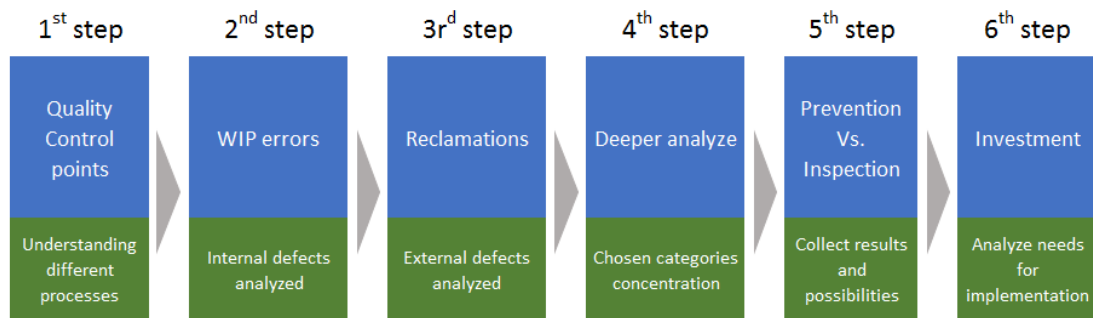 1st step
2nd step
3rd step
4th step
5th step
6th step
Quality
Control
points
WIP errors
Reclamations
Deeper analyze
Prevention
Vs.
Inspection
Investment
Understanding
different
processes
Internal defects
analyzed
External defects
analyzed
Chosen categories
concentration
Collect results
and
possibilities
Analyze needs
for
implementation